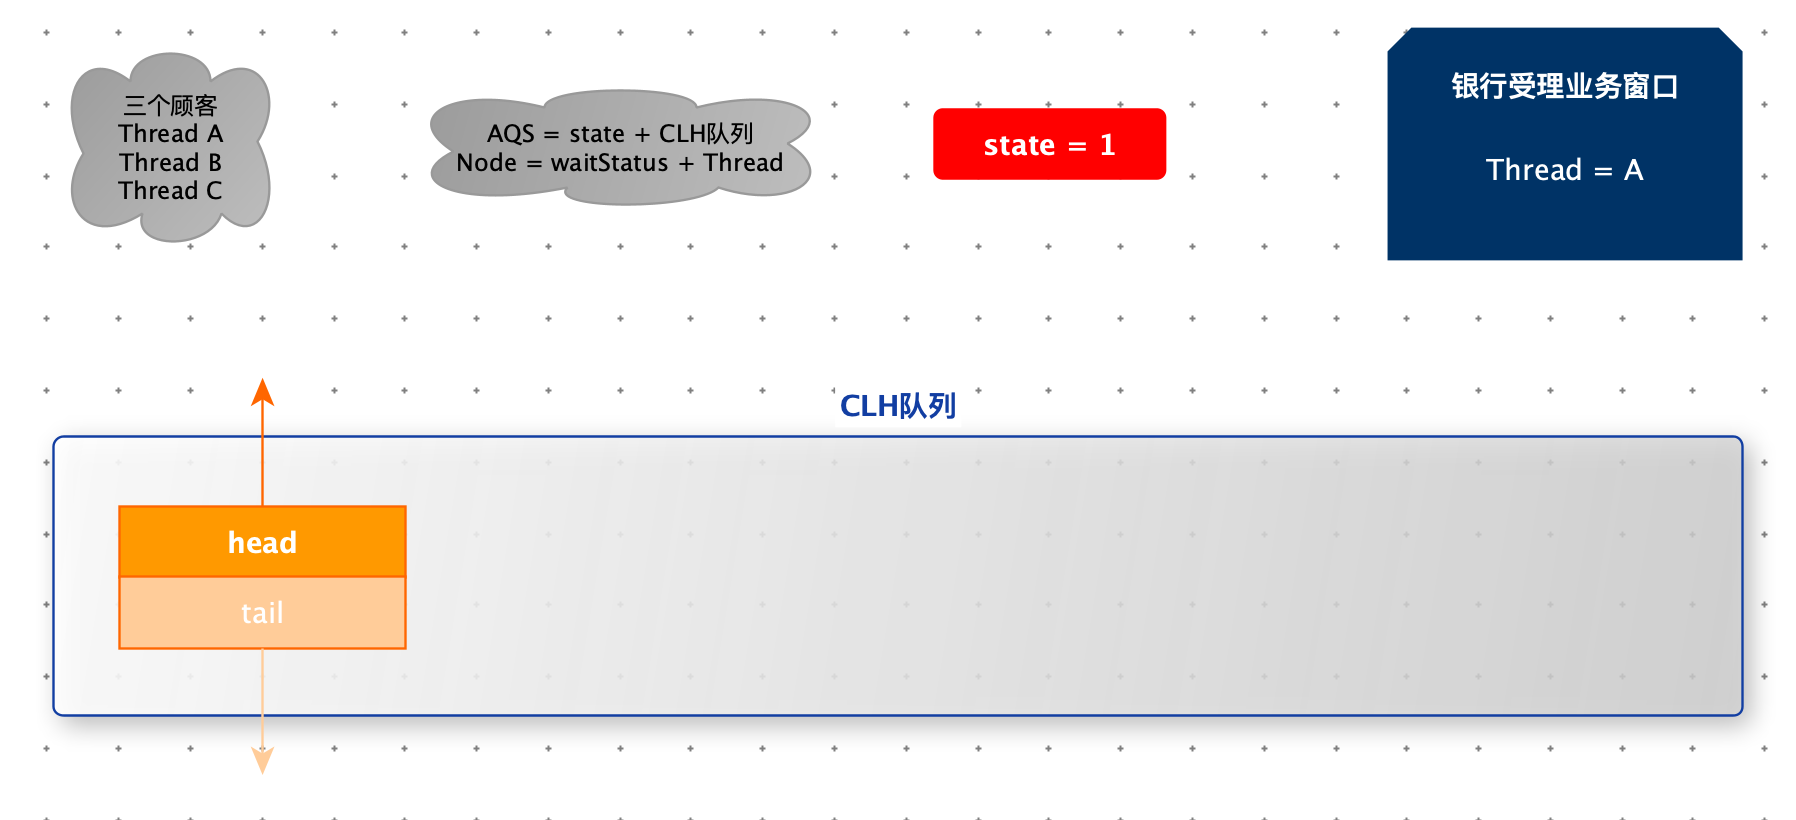 三个顾客
Thread A
Thread B
Thread C
AQS = state + CLH队列
Node = waitStatus + Thread
state = 1
银行受理业务窗口
Thread = A
CLH队列
head
tail